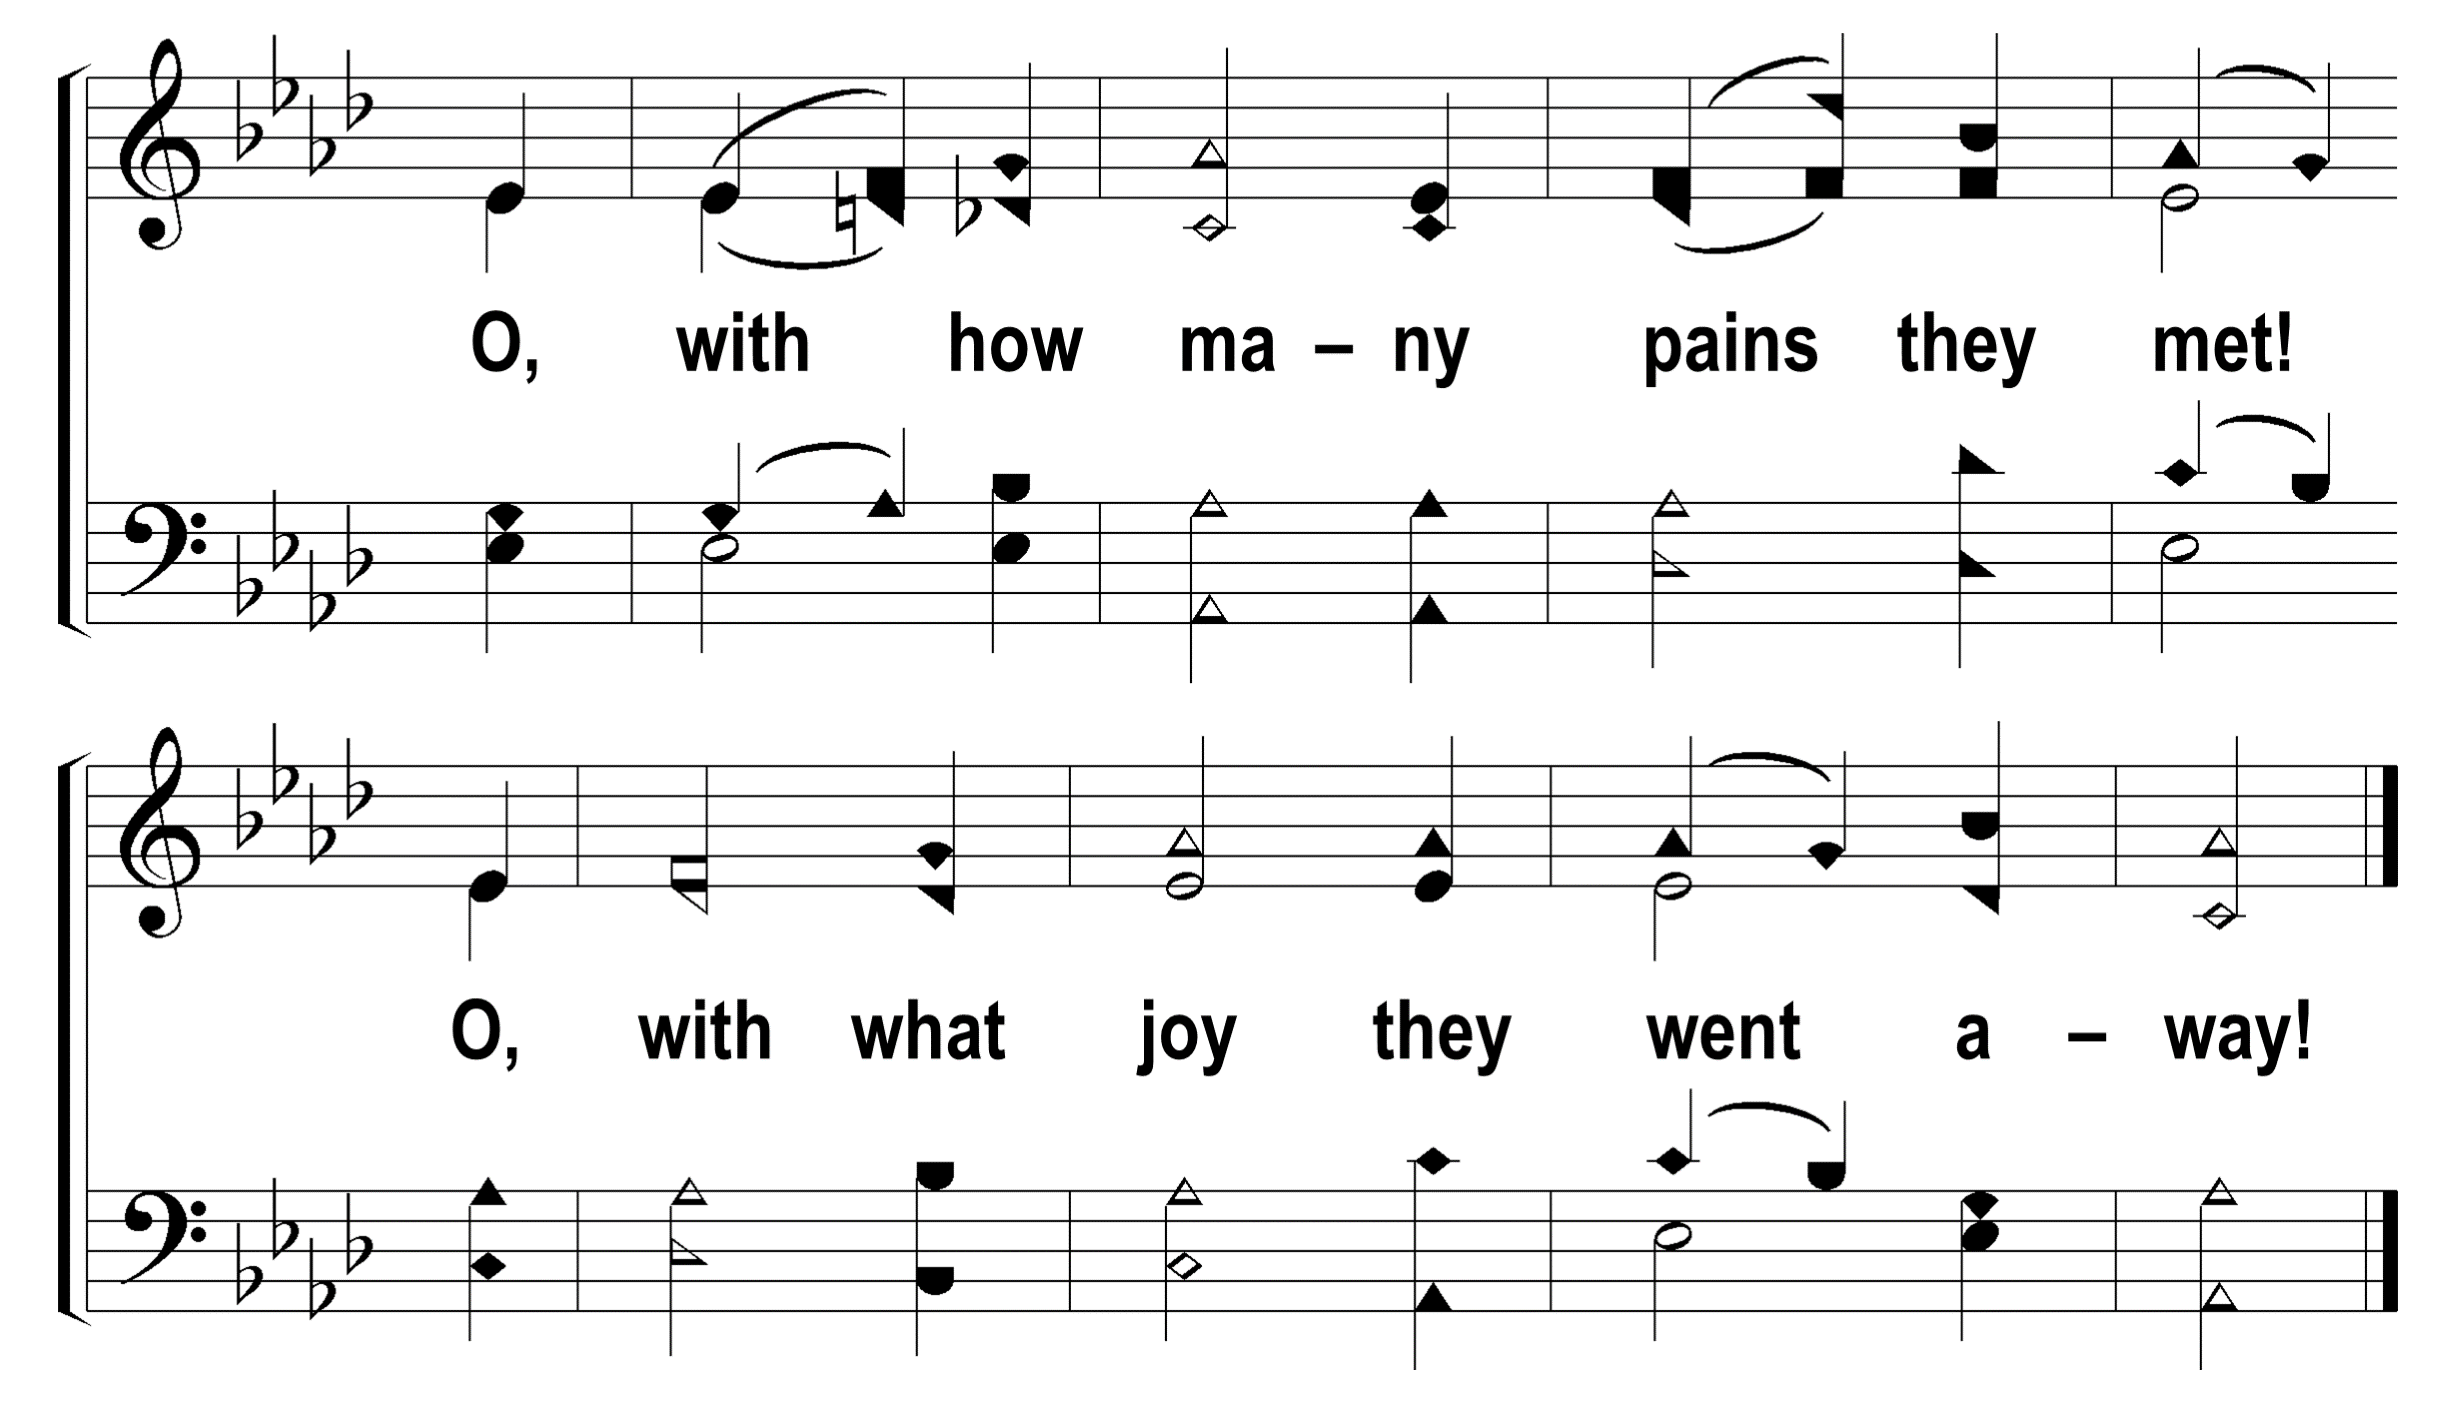 O, with how ma – ny pains they met!
O, with what joy they went a – way!